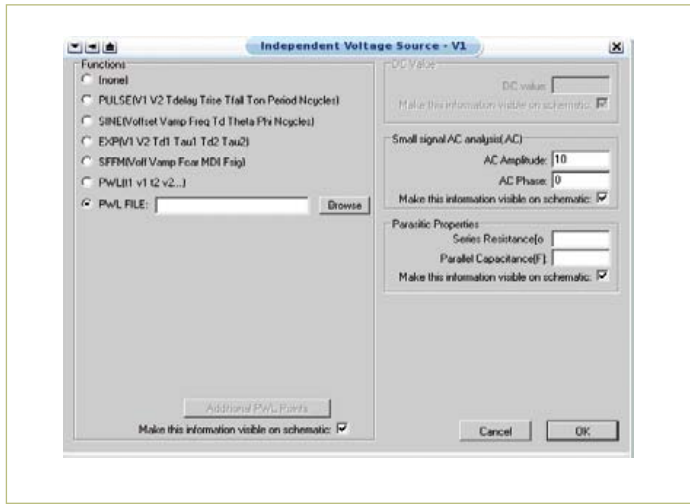 Independent Voltage Source - V1
Functions
(none)
PULSE(V1 V2 Tdelay Trise Tfall Ton Period Ncycles)
SINE(Voffset Vamp Freq Td Theta Phi Ncycles)
EXP(V1 V2 Td1 Tau1 Td2 Tau2)
SFFM(Voff Vamp Fcar MDI Fsig)
PWL(t1 v1 t2 v2...)
PWL FILE:
Browse
Additional PWL Points
Make this information visible on schematic:
DC Value
DC value:
Make this information visible on schematic:
Small signal AC analysis(.AC)
AC Amplitude: 10
AC Phase: 0
Make this information visible on schematic:
Parasitic Properties
Series Resistance[o
Parallel Capacitance[F]:
Make this information visible on schematic:
Cancel
OK